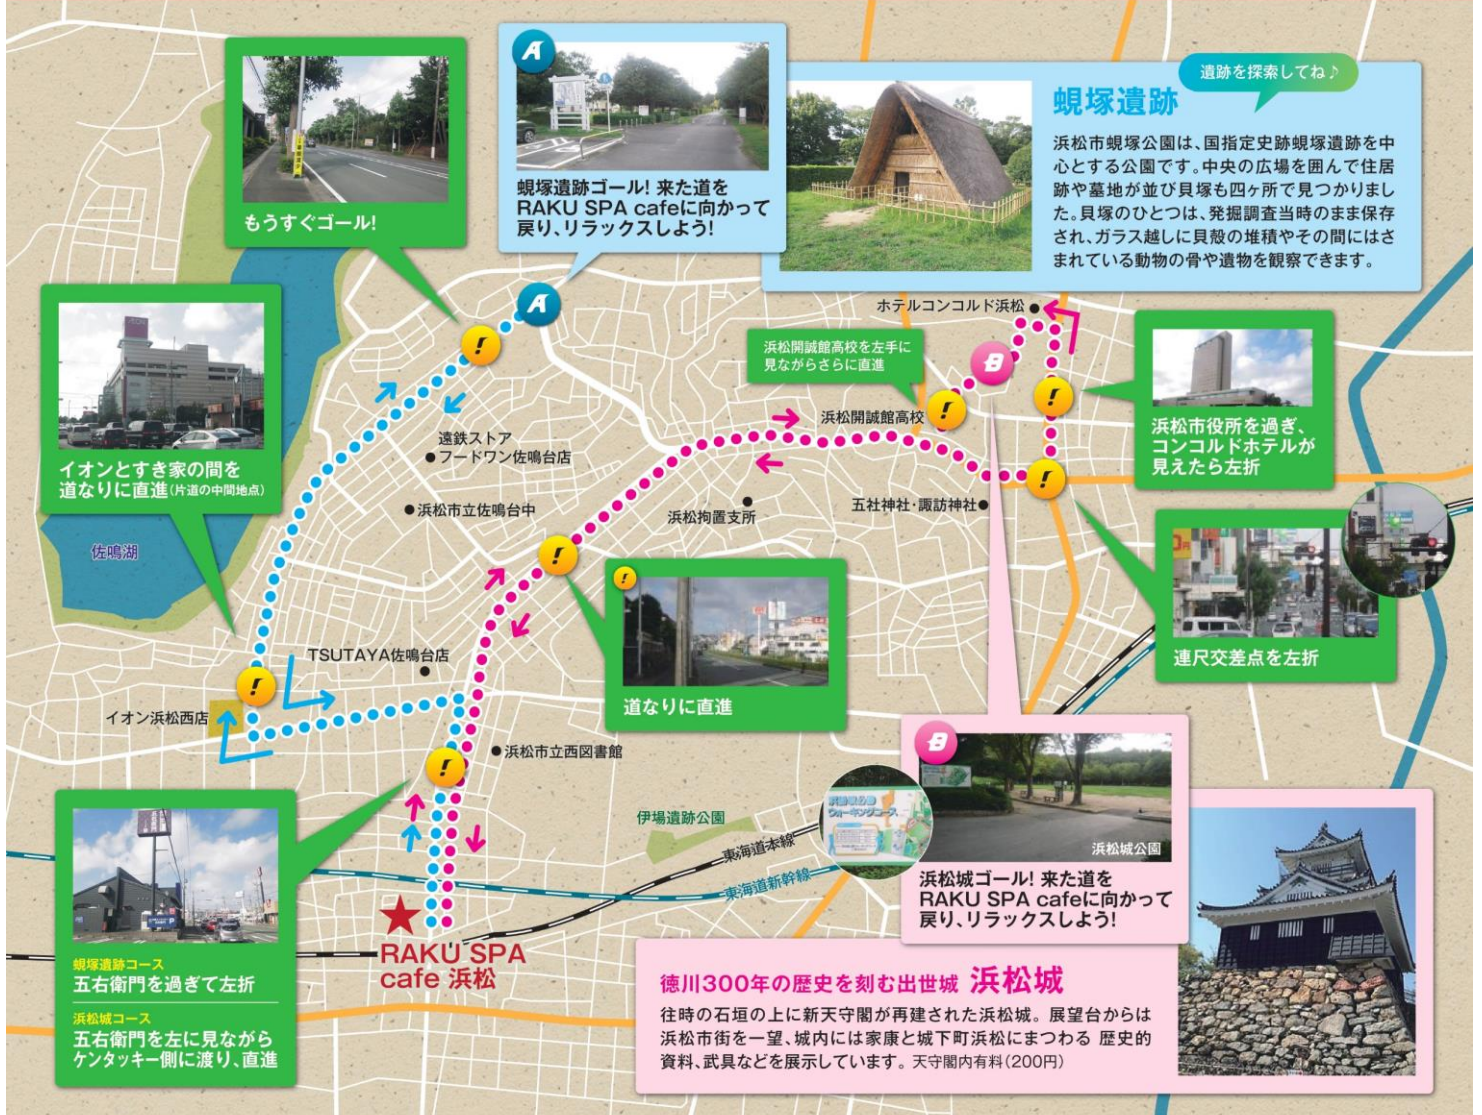 もうすぐゴール!
蜆塚遺跡ゴール! 来た道を
RAKU SPA cafeに向かって
戻り、リラックスしよう!
遺跡を探索してね♪
蜆塚遺跡
浜松市蜆塚公園は、国指定史跡蜆塚遺跡を中
心とする公園です。中央の広場を囲んで住居
跡や墓地が並び貝塚も四ヶ所で見つかりまし
た。貝塚のひとつは、発掘調査当時のまま保存
され、ガラス越しに貝殻の堆積やその間にはさ
まれている動物の骨や遺物を観察できます。
イオンとすき家の間を
道なりに直進(片道の中間地点)
ホテルコンコルド浜松
浜松開誠館高校を左手に
見ながらさらに直進
浜松開誠館高校
浜松市役所を過ぎ、
コンコルドホテルが
見えたら左折
遠鉄ストア
フードワン佐鳴台店
浜松市立佐鳴台中
浜松拘置支所
五社神社・諏訪神社
佐鳴湖
道なりに直進
連尺交差点を左折
TSUTAYA佐鳴台店
イオン浜松西店
浜松市立西図書館
伊場遺跡公園
東海道本線
東海道新幹線
浜松城公園
ウォーキングコース
浜松城公園
浜松城ゴール! 来た道を
RAKU SPA cafeに向かって
戻り、リラックスしよう!
RAKU SPA
cafe 浜松
蜆塚遺跡コース
五右衛門を過ぎて左折
浜松城コース
五右衛門を左に見ながら
ケンタッキー側に渡り、直進
徳川300年の歴史を刻む出世城 浜松城
往時の石垣の上に新天守閣が再建された浜松城。展望台からは
浜松市街を一望、城内には家康と城下町浜松にまつわる 歴史的
資料、武具などを展示しています。天守閣内有料(200円)